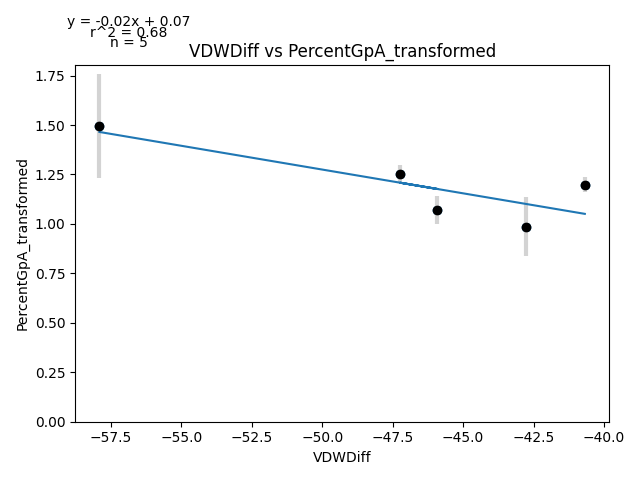 y = -0.02x + 0.07
r^2 = 0.68
n = 5
VDWDiff vs PercentGpA_transformed
PercentGpA_transformed
1.75
1.50
1.25
1.00
0.75
0.50
0.25
0.00
−57.5 −55.0 −52.5 −50.0 −47.5 −45.0 −42.5 −40.0
VDWDiff